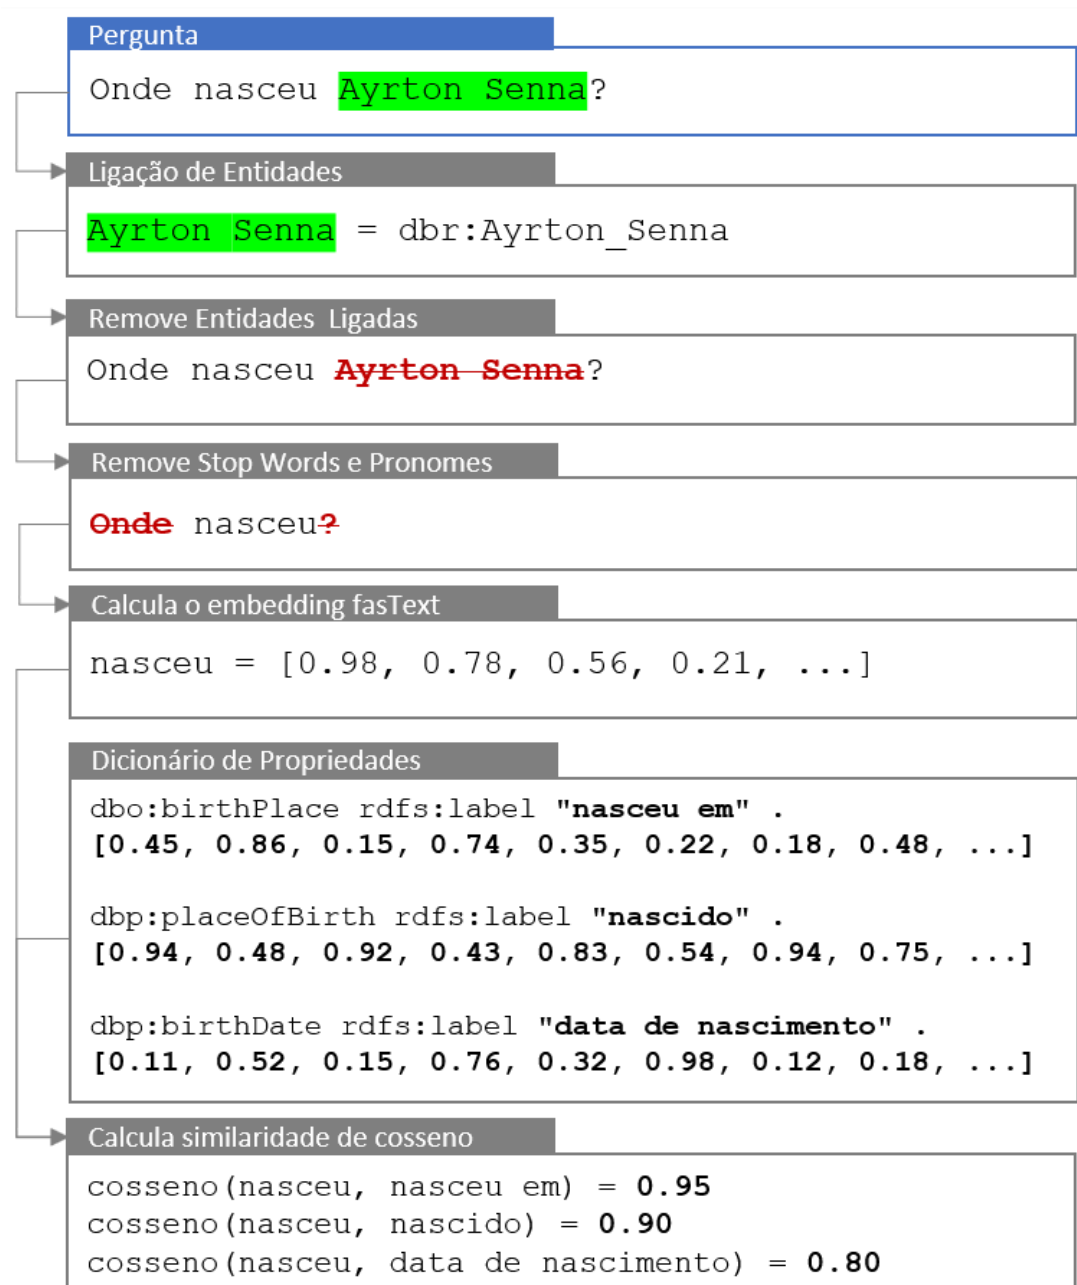 Pergunta
Onde nasceu Ayrton Senna?
Ligação de Entidades
Ayrton Senna = dbr:Ayrton_Senna
Remove Entidades Ligadas
Onde nasceu Ayrton Senna?
Remove Stop Words e Pronomes
Onde nasceu?
Calcula o embedding fasText
nasceu = [0.98, 0.78, 0.56, 0.21, ...]
Dicionário de Propriedades
dbo:birthPlace rdfs:label "nasceu em" .
[0.45, 0.86, 0.15, 0.74, 0.35, 0.22, 0.18, 0.48, ...]
dbp:placeOfBirth rdfs:label "nascido" .
[0.94, 0.48, 0.92, 0.43, 0.83, 0.54, 0.94, 0.75, ...]
dbp:birthDate rdfs:label "data de nascimento" .
[0.11, 0.52, 0.15, 0.76, 0.32, 0.98, 0.12, 0.18, ...]
Calcula similaridade de cosseno
cosseno(nasceu, nasceu em) = 0.95
cosseno(nasceu, nascido) = 0.90
cosseno(nasceu, data de nascimento) = 0.80